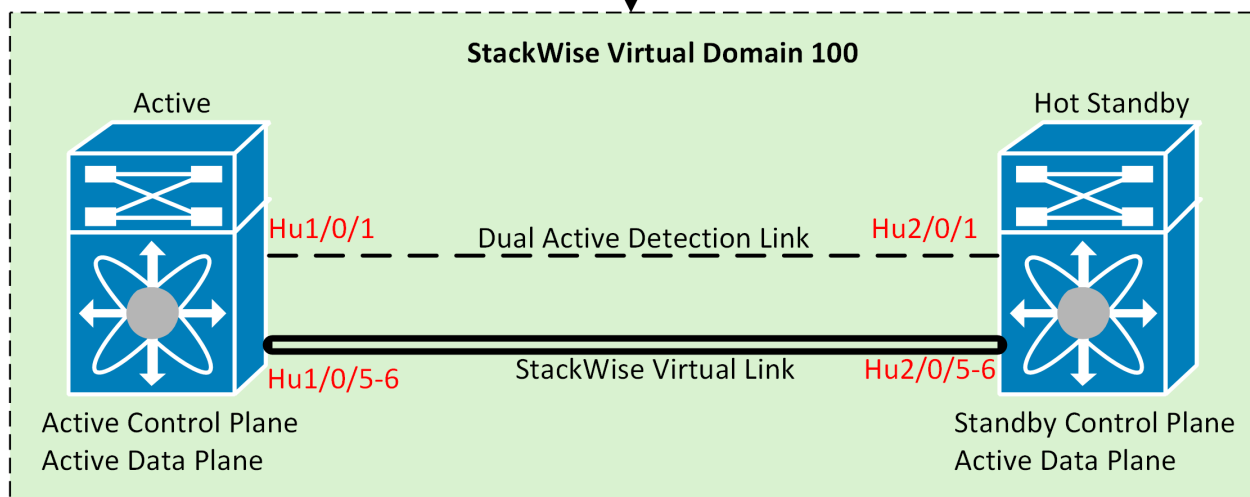 StackWise Virtual Domain 100
Active
Hot Standby
Hu1/0/1
Dual Active Detection Link
Hu2/0/1
Hu1/0/5-6
StackWise Virtual Link
Hu2/0/5-6
Active Control Plane
Active Data Plane
Standby Control Plane
Active Data Plane